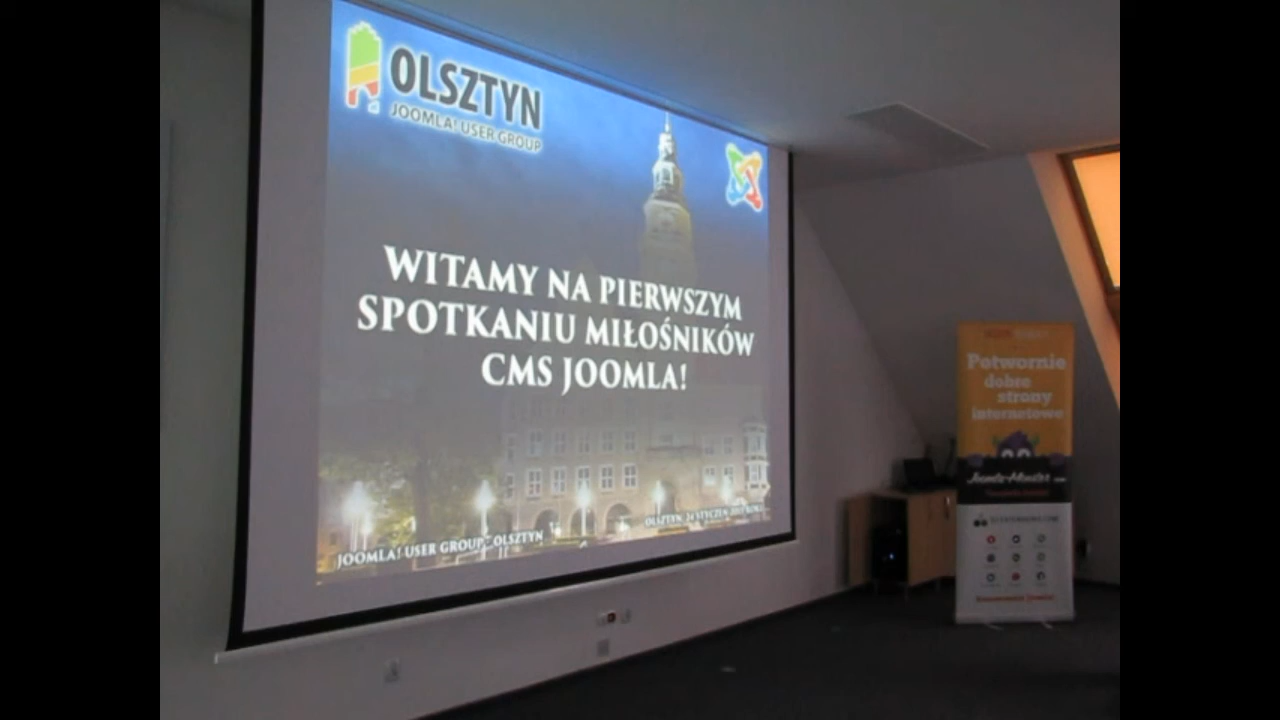 OLSZTYN
JOOMLA! USER GROUP
WITAMY NA PIERWSZYM
SPOTKANIU MIŁOŚNIKÓW
CMS JOOMLA!
JOOMLA! USER GROUP - OLSZTYN
OLSZTYN, 24 STYCZEŃ
Potwornie
dobre
strony
internetowe